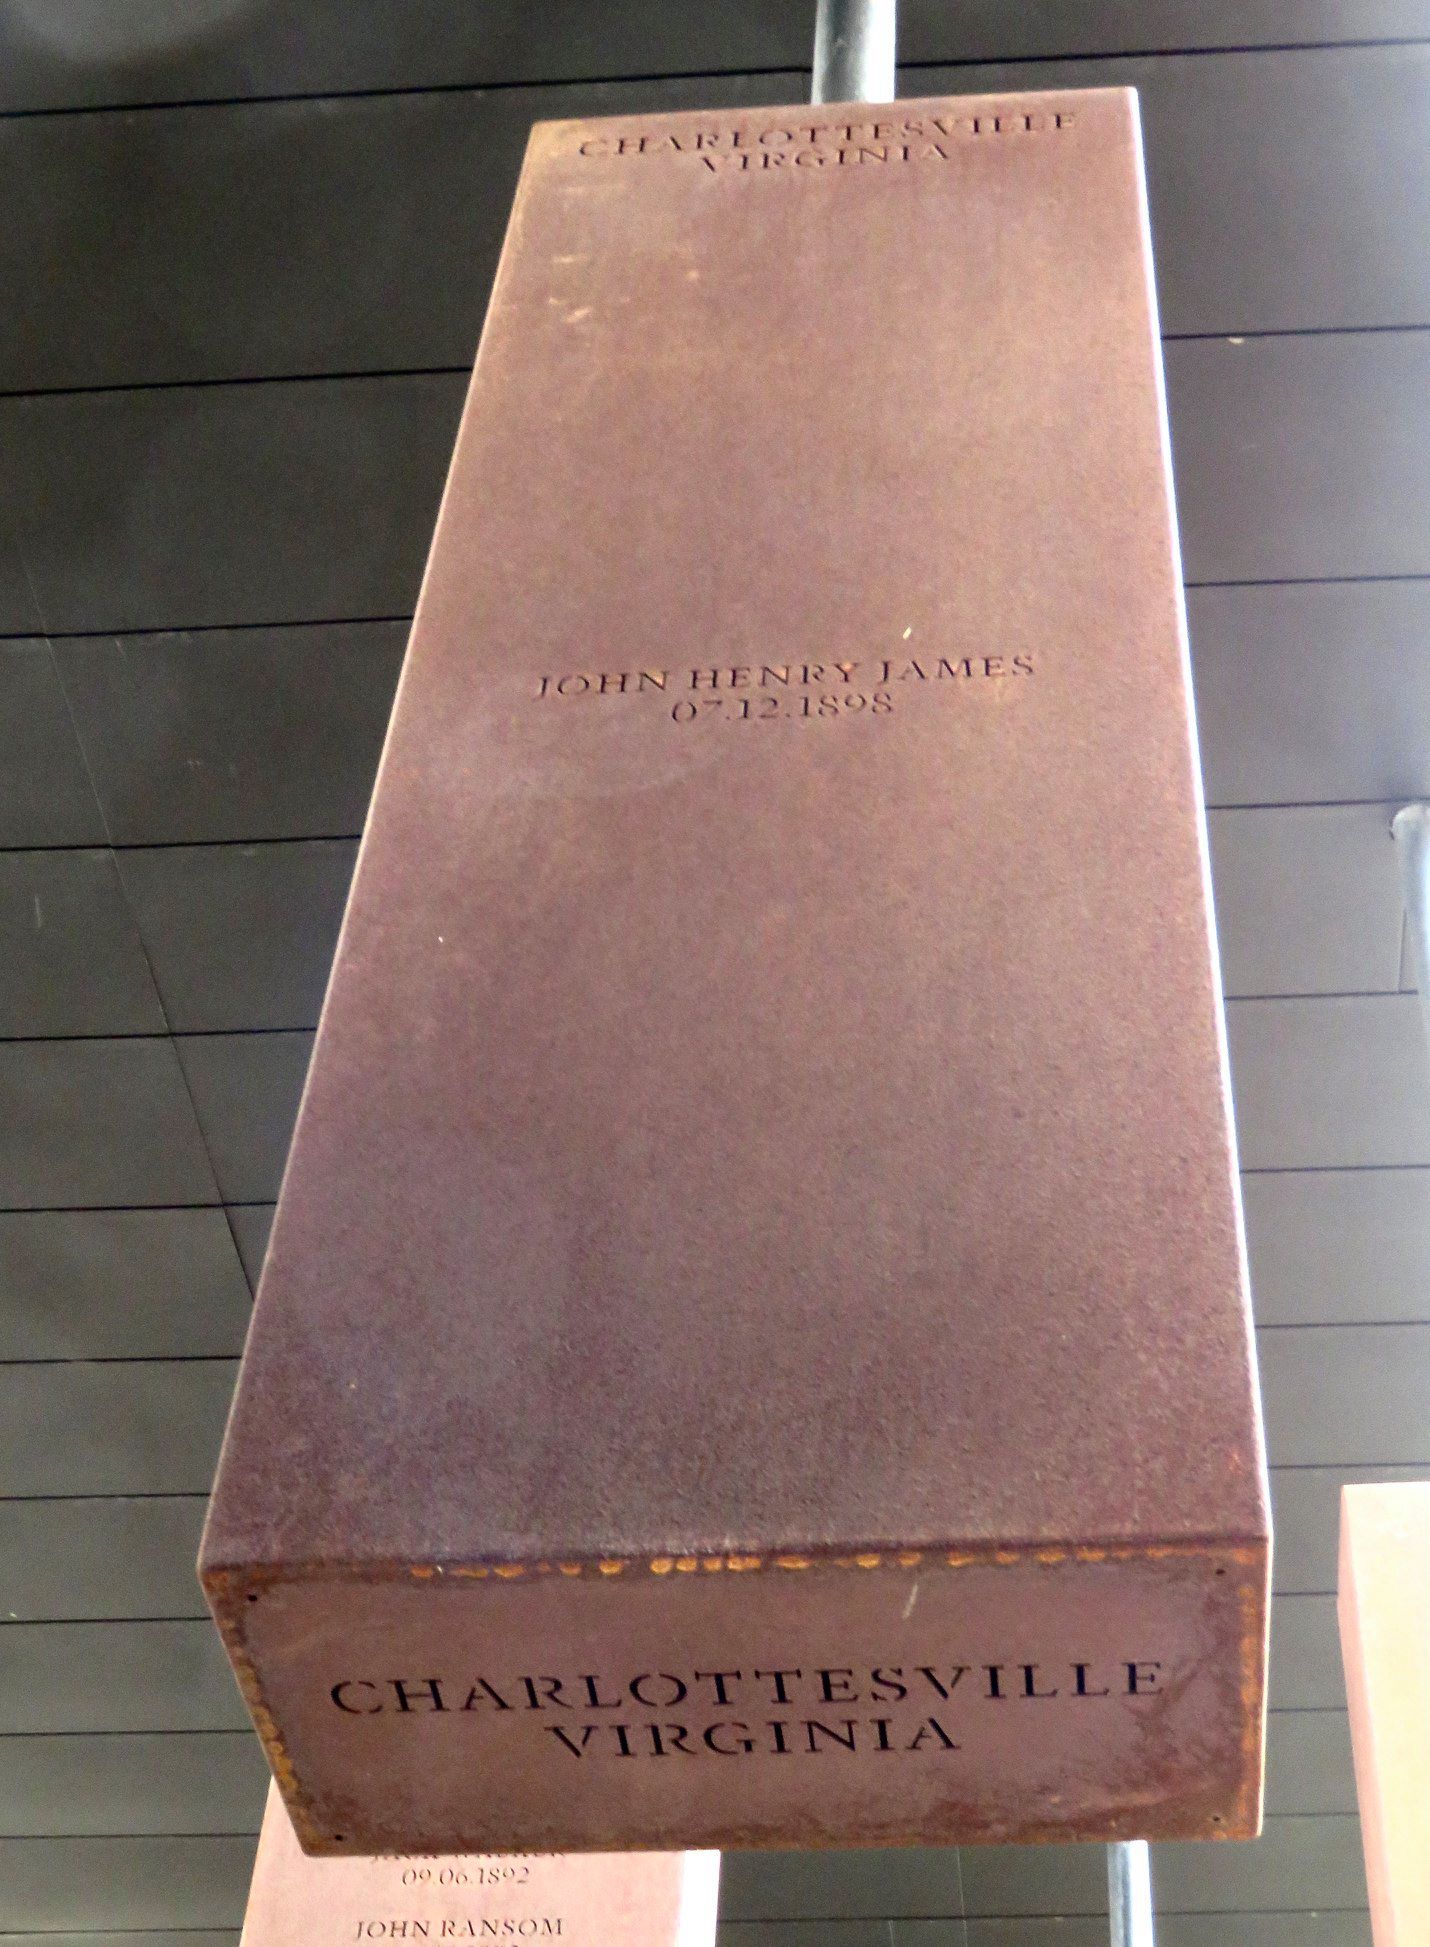 CHARLOTTESVILLE
VIRGINIA
JOHN HENRY JAMES
07.12.1898
CHARLOTTESVILLE
VIRGINIA
09.06.1892
JOHN RANSOM